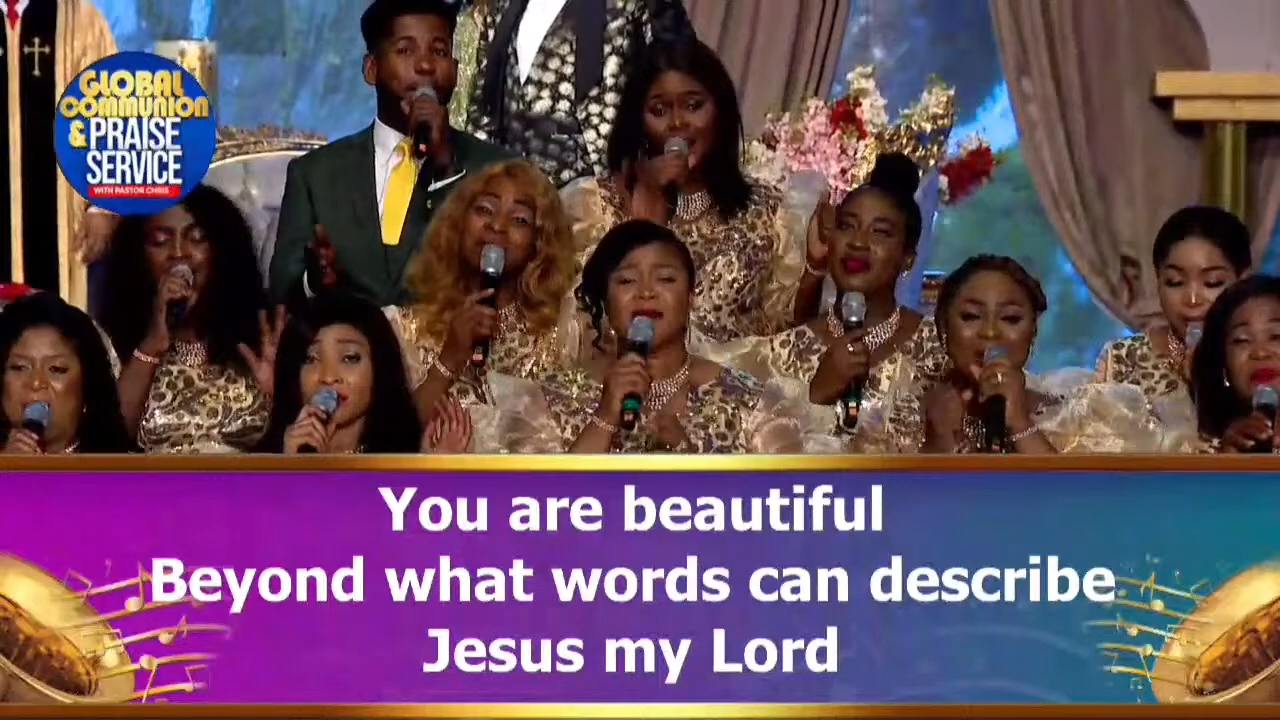 GLOBAL
COMMUNION
& PRAISE
SERVICE
WITH PASTOR CHRIS
You are beautiful
Beyond what words can describe
Jesus my Lord